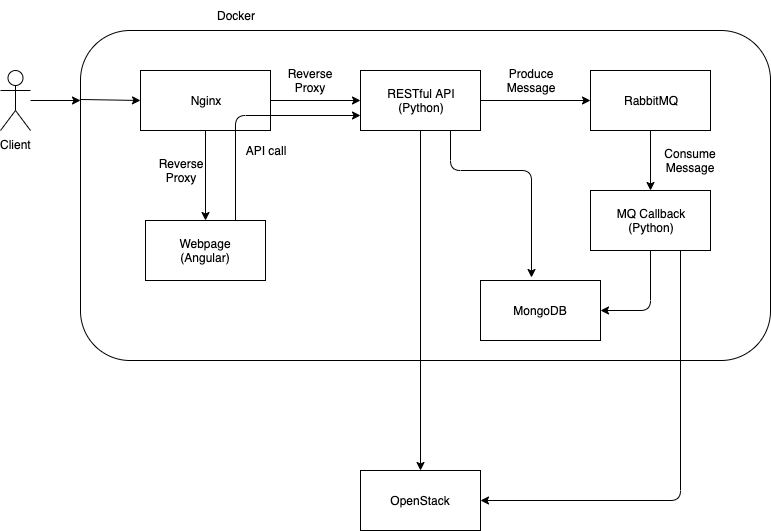 Docker
Nginx
Reverse
Proxy
RESTful API
(Python)
Produce
Message
RabbitMQ
Client
API call
Reverse
Proxy
Consume
Message
Webpage
(Angular)
MQ Callback
(Python)
MongoDB
OpenStack